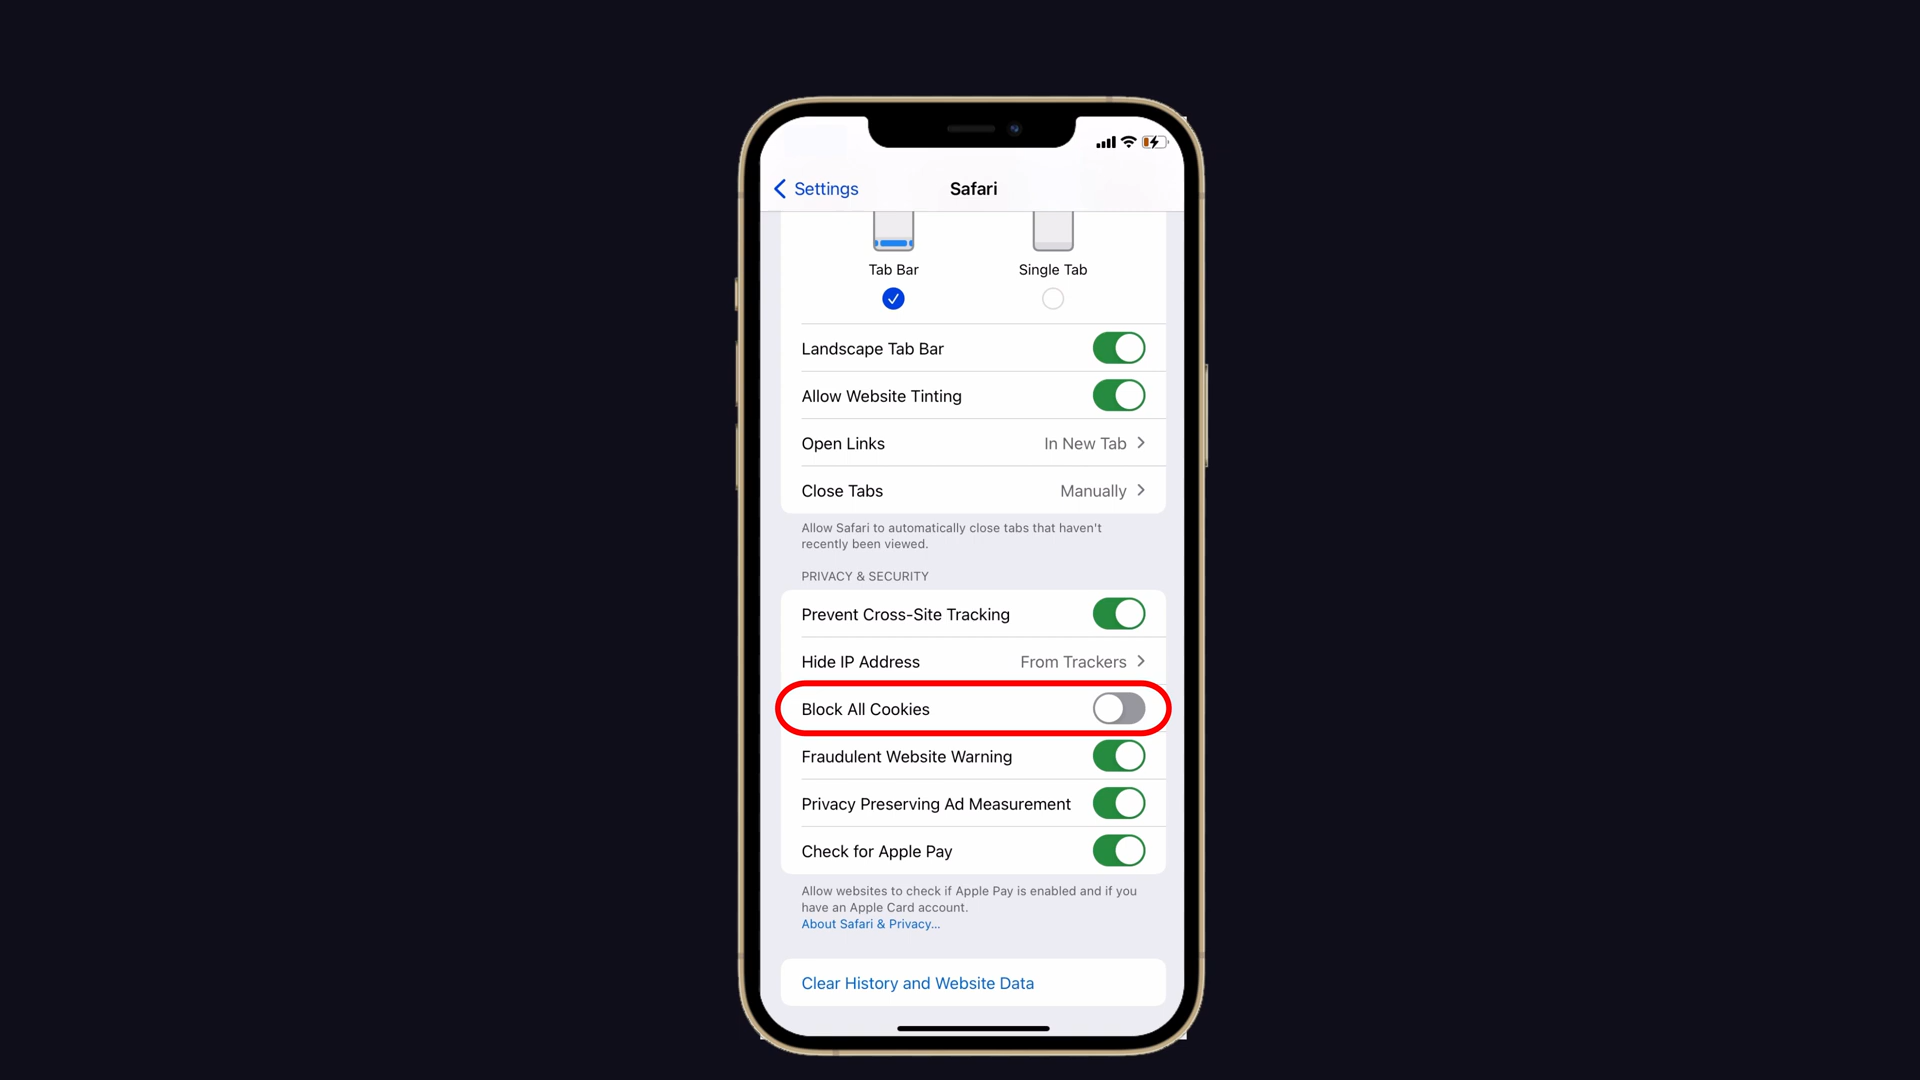 Settings
Safari
Tab Bar
Single Tab
Landscape Tab Bar
Allow Website Tinting
Open Links In New Tab
Close Tabs Manually
Allow Safari to automatically close tabs that haven't
recently been viewed.
PRIVACY & SECURITY
Prevent Cross-Site Tracking
Hide IP Address From Trackers
Block All Cookies
Fraudulent Website Warning
Privacy Preserving Ad Measurement
Check for Apple Pay
Allow websites to check if Apple Pay is enabled and if you
have an Apple Card account.
About Safari & Privacy...
Clear History and Website Data